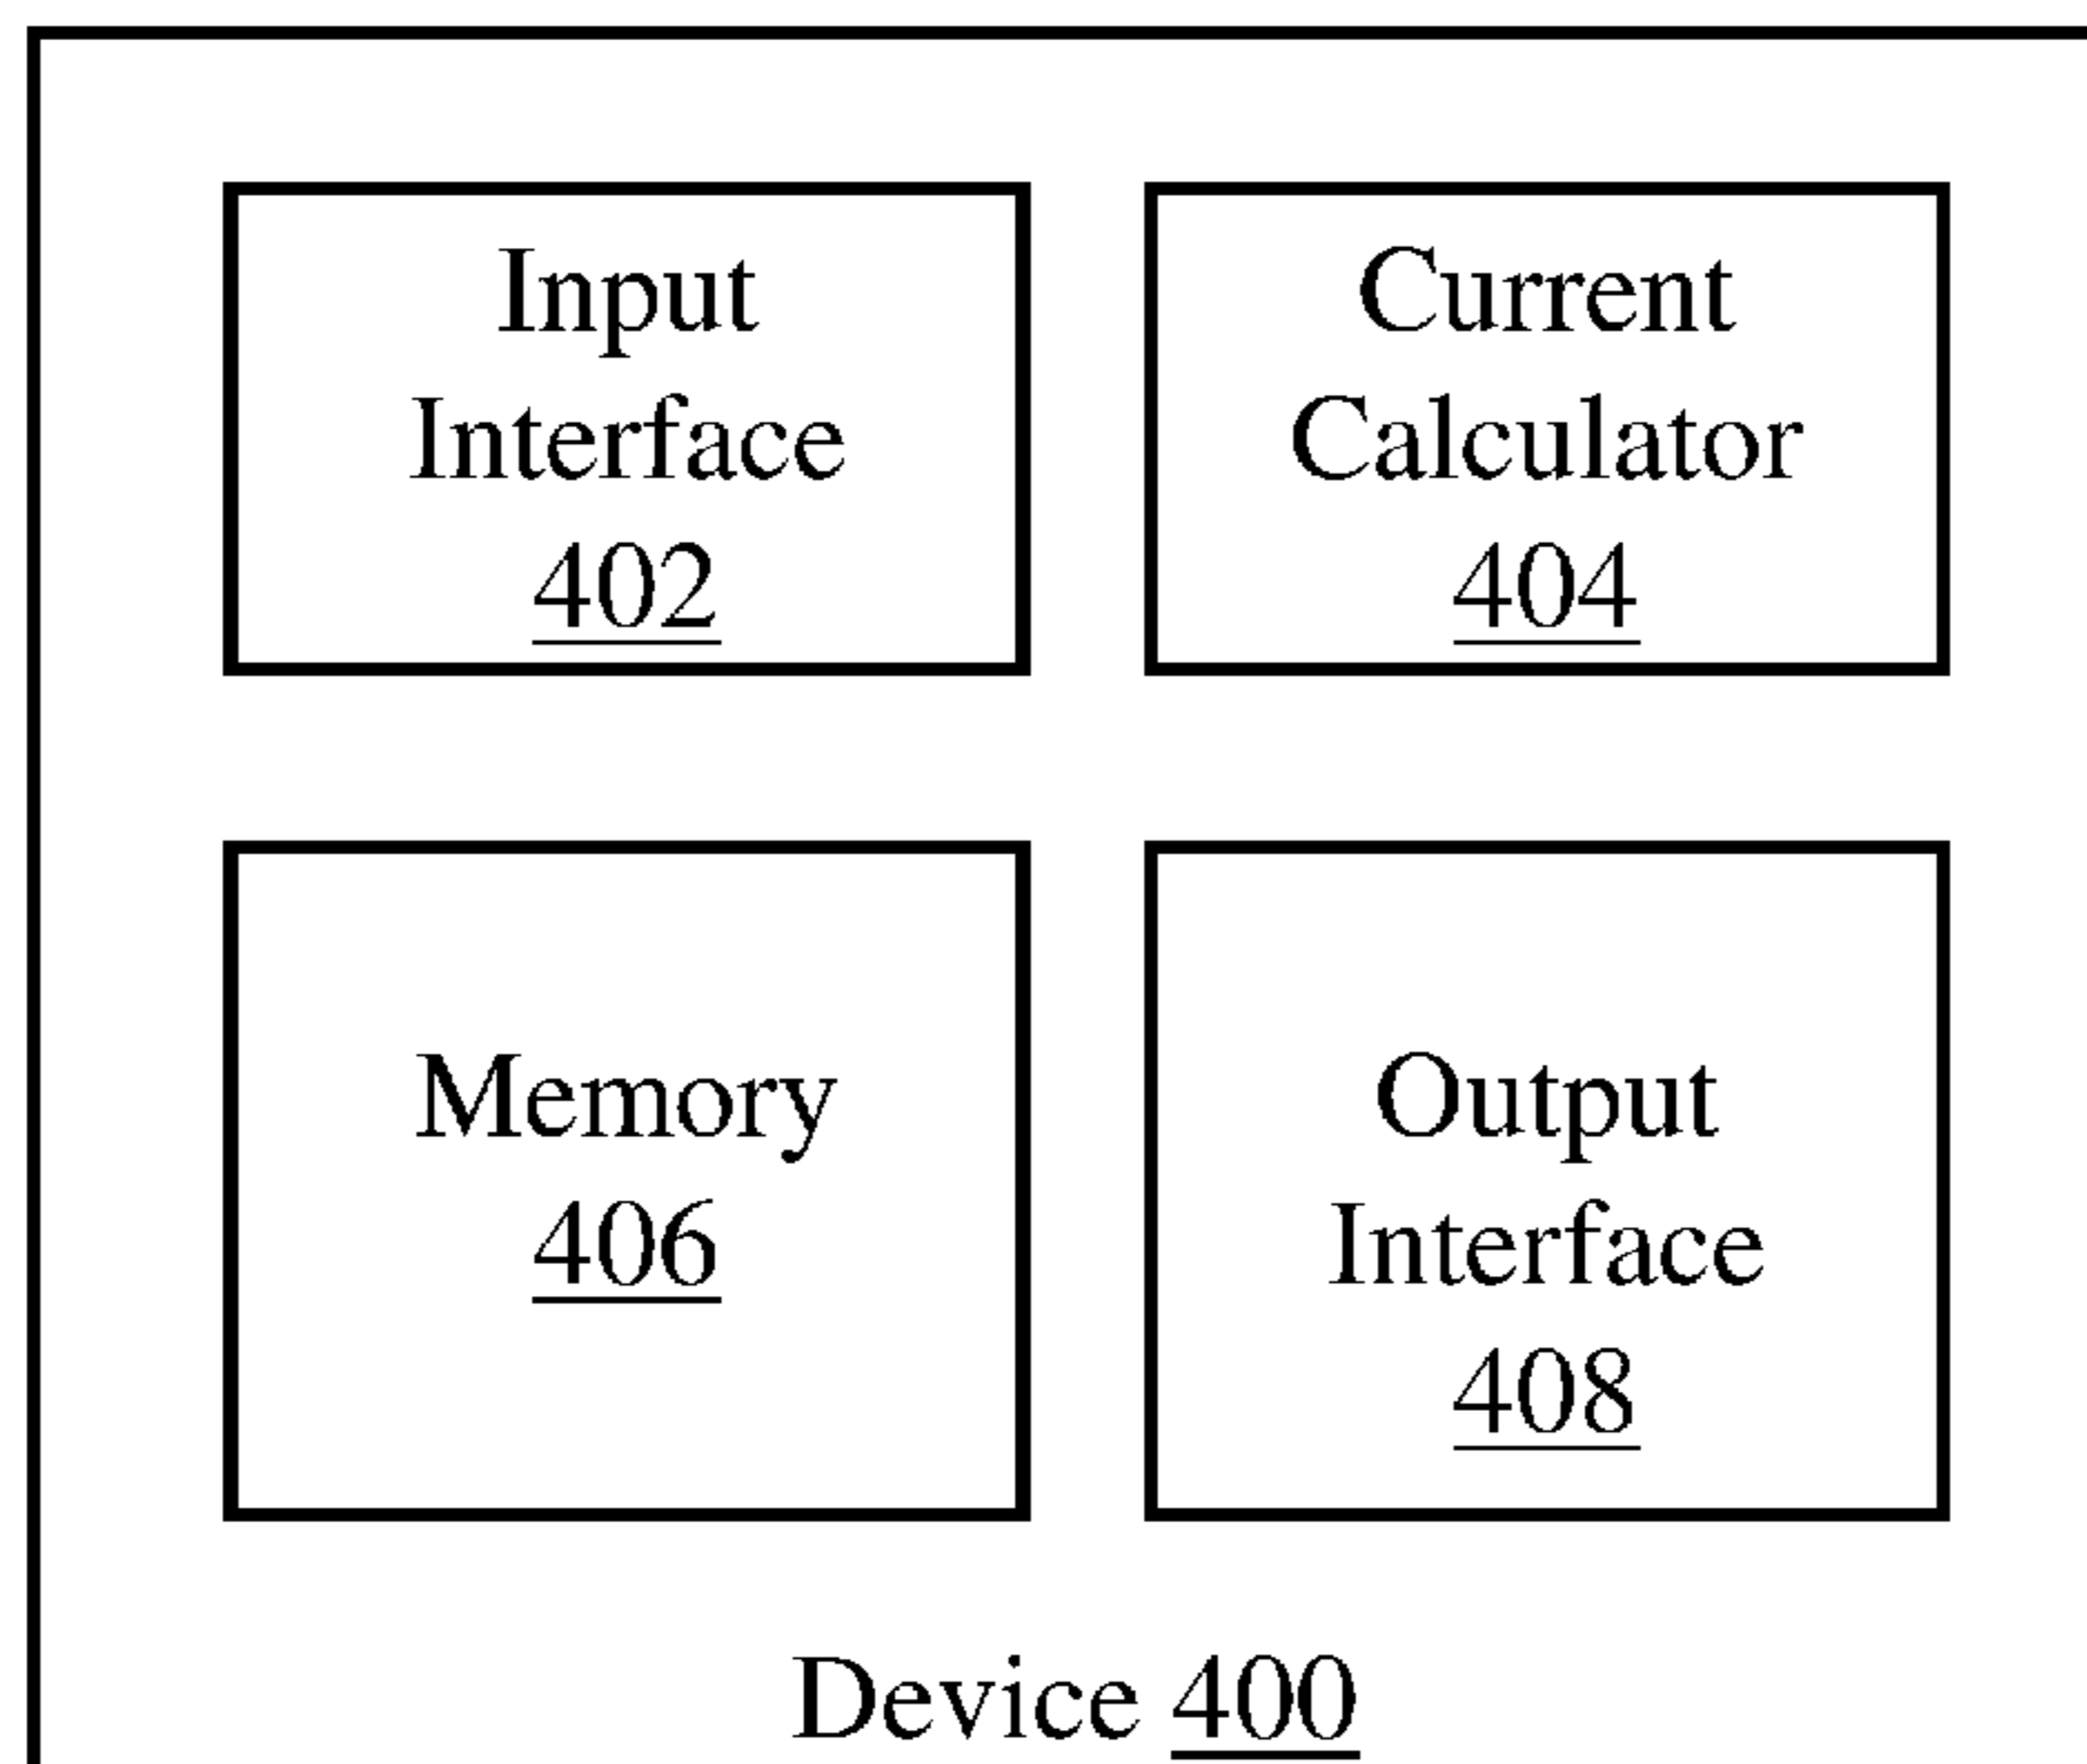 Input
Interface
402
Current
Calculator
404
Memory
406
Output
Interface
408
Device 400